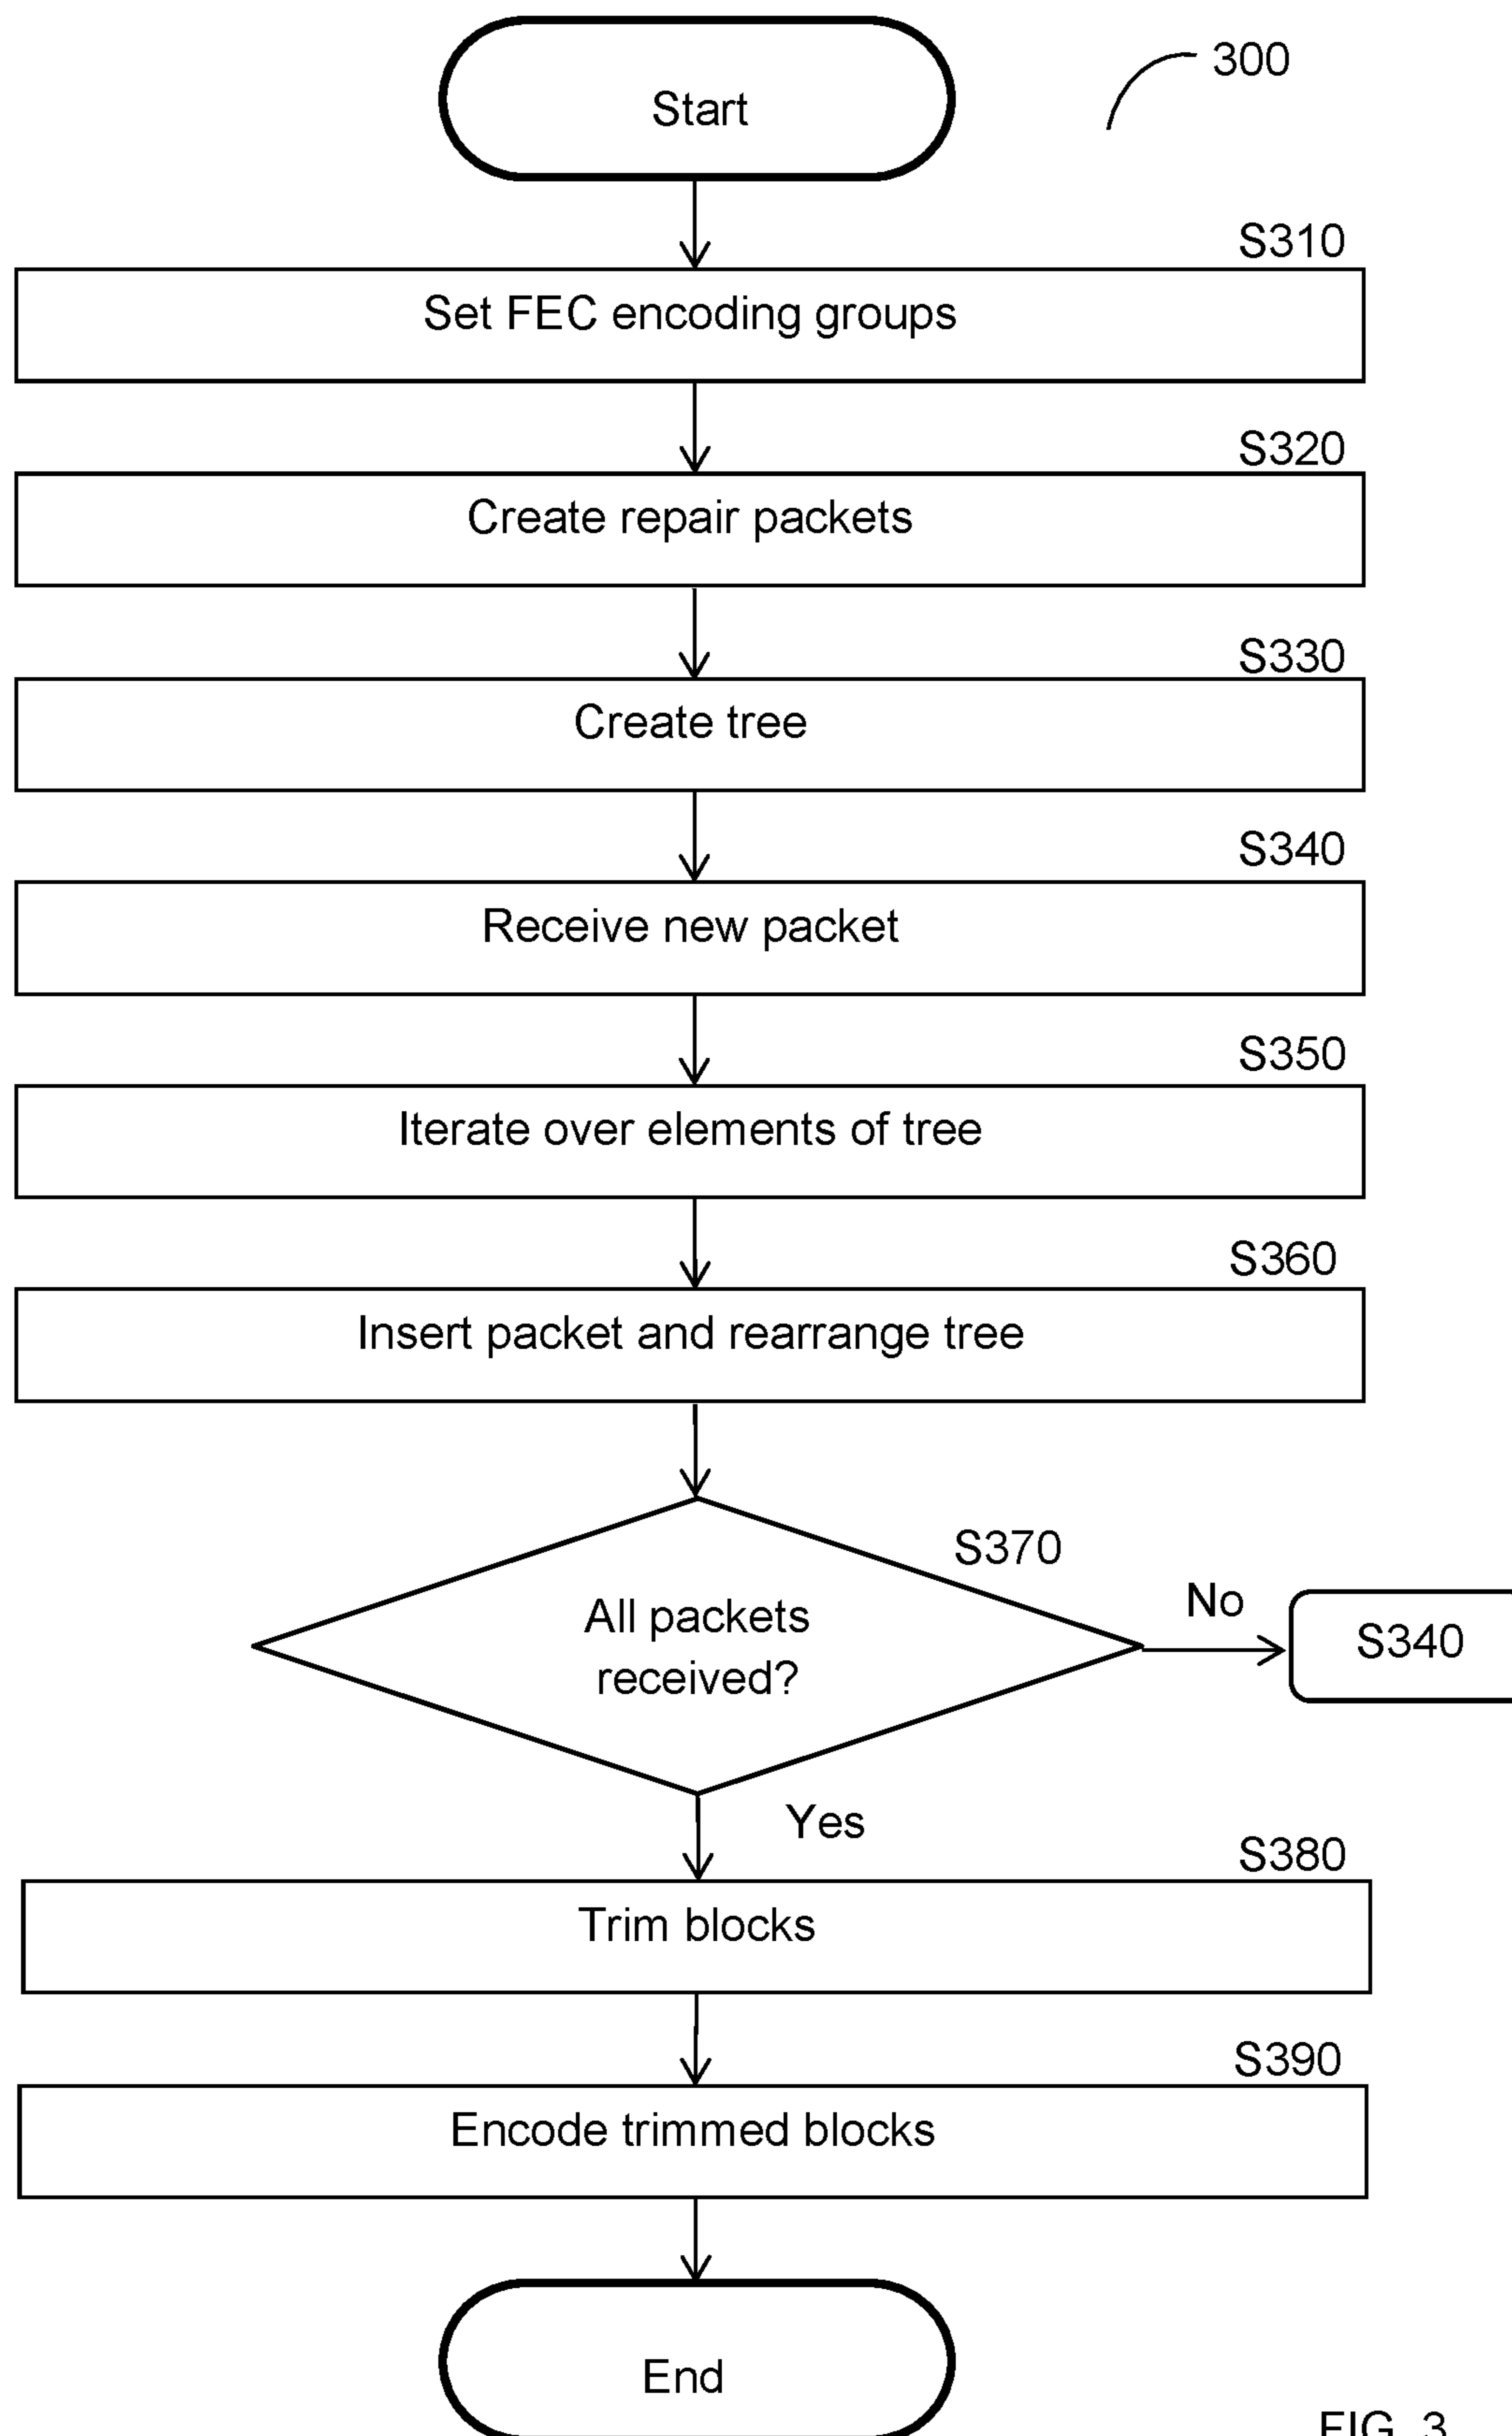 Start
300
S310
Set FEC encoding groups
S320
Create repair packets
S330
Create tree
S340
Receive new packet
S350
Iterate over elements of tree
S360
Insert packet and rearrange tree
S370
All packets
received?
No
S340
Yes
S380
Trim blocks
S390
Encode trimmed blocks
End
FIG. 3